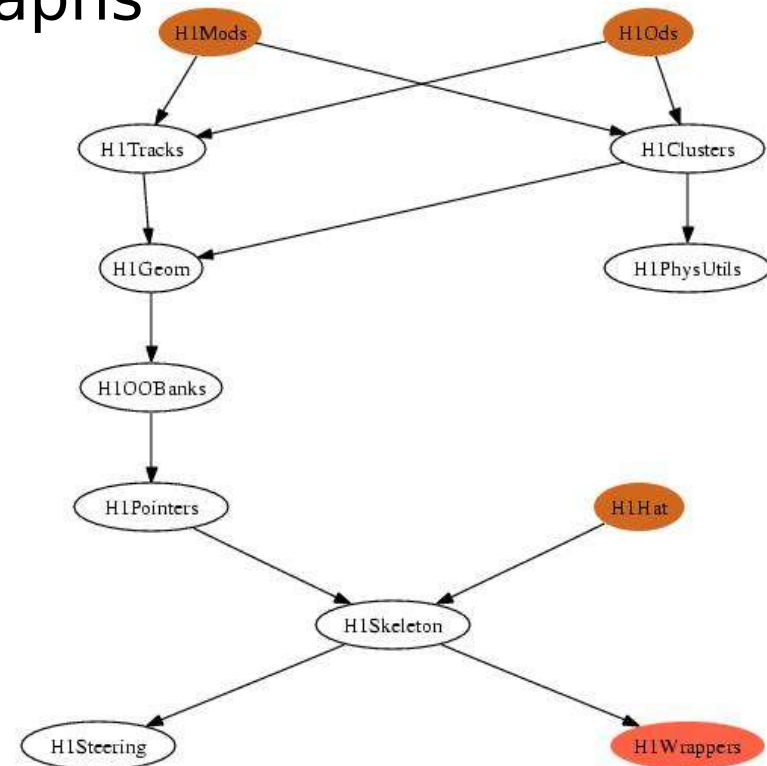 H1Mods
H1Ods
H1Tracks
H1Clusters
H1Geom
H1PhysUtils
H1OOBanks
H1Pointers
H1Hat
H1Skeleton
H1Steering
H1Wrappers